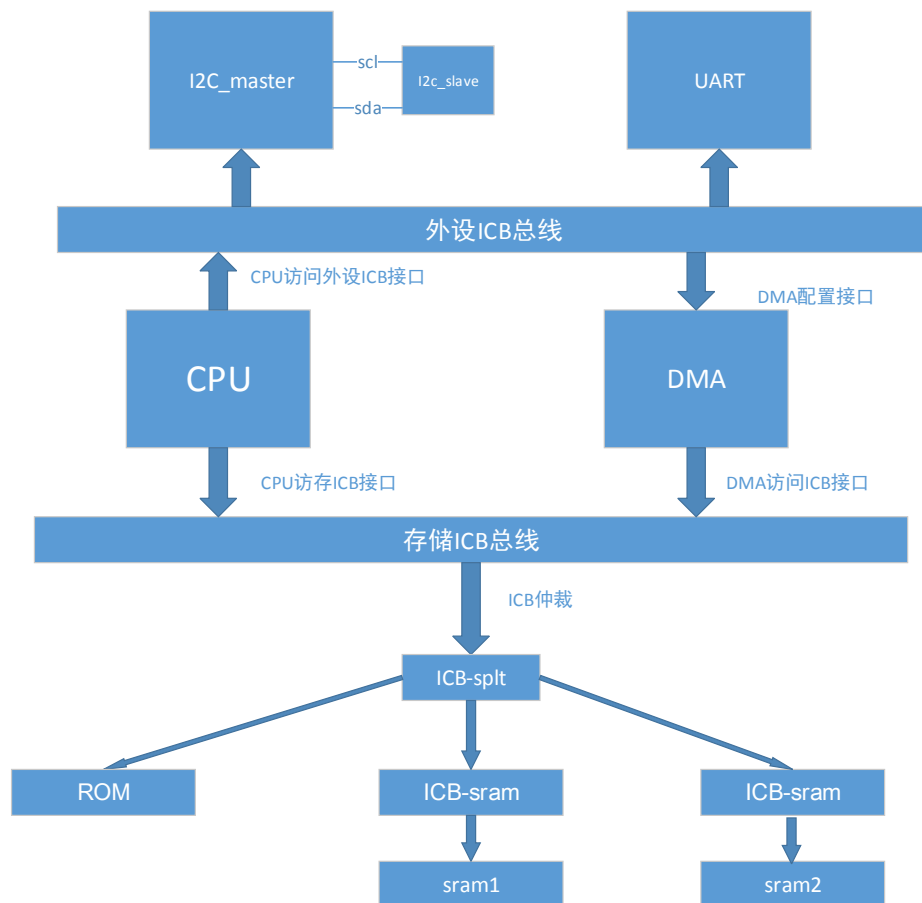 I2C_master
scl
I2c_slave
sda
UART
外设ICB总线
CPU访问外设ICB接口
DMA配置接口
CPU
DMA
CPU访存ICB接口
DMA访问ICB接口
存储ICB总线
ICB仲裁
ICB-splt
ROM
ICB-sram
ICB-sram
sram1
sram2